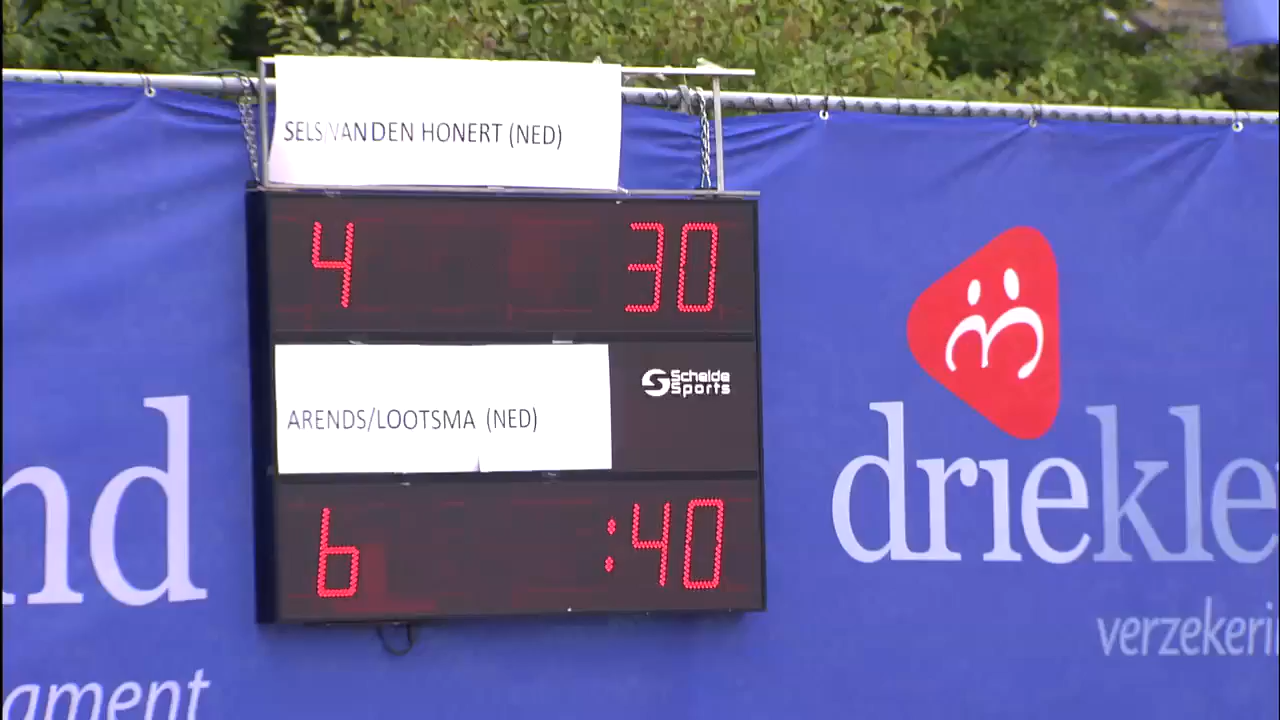 SELS VAN DEN HONERT (NED)
4 30
Schelde
Sports
ARENDS/LOOTSMA (NED)
6 :40
nd
ament
driekle
verzekeri